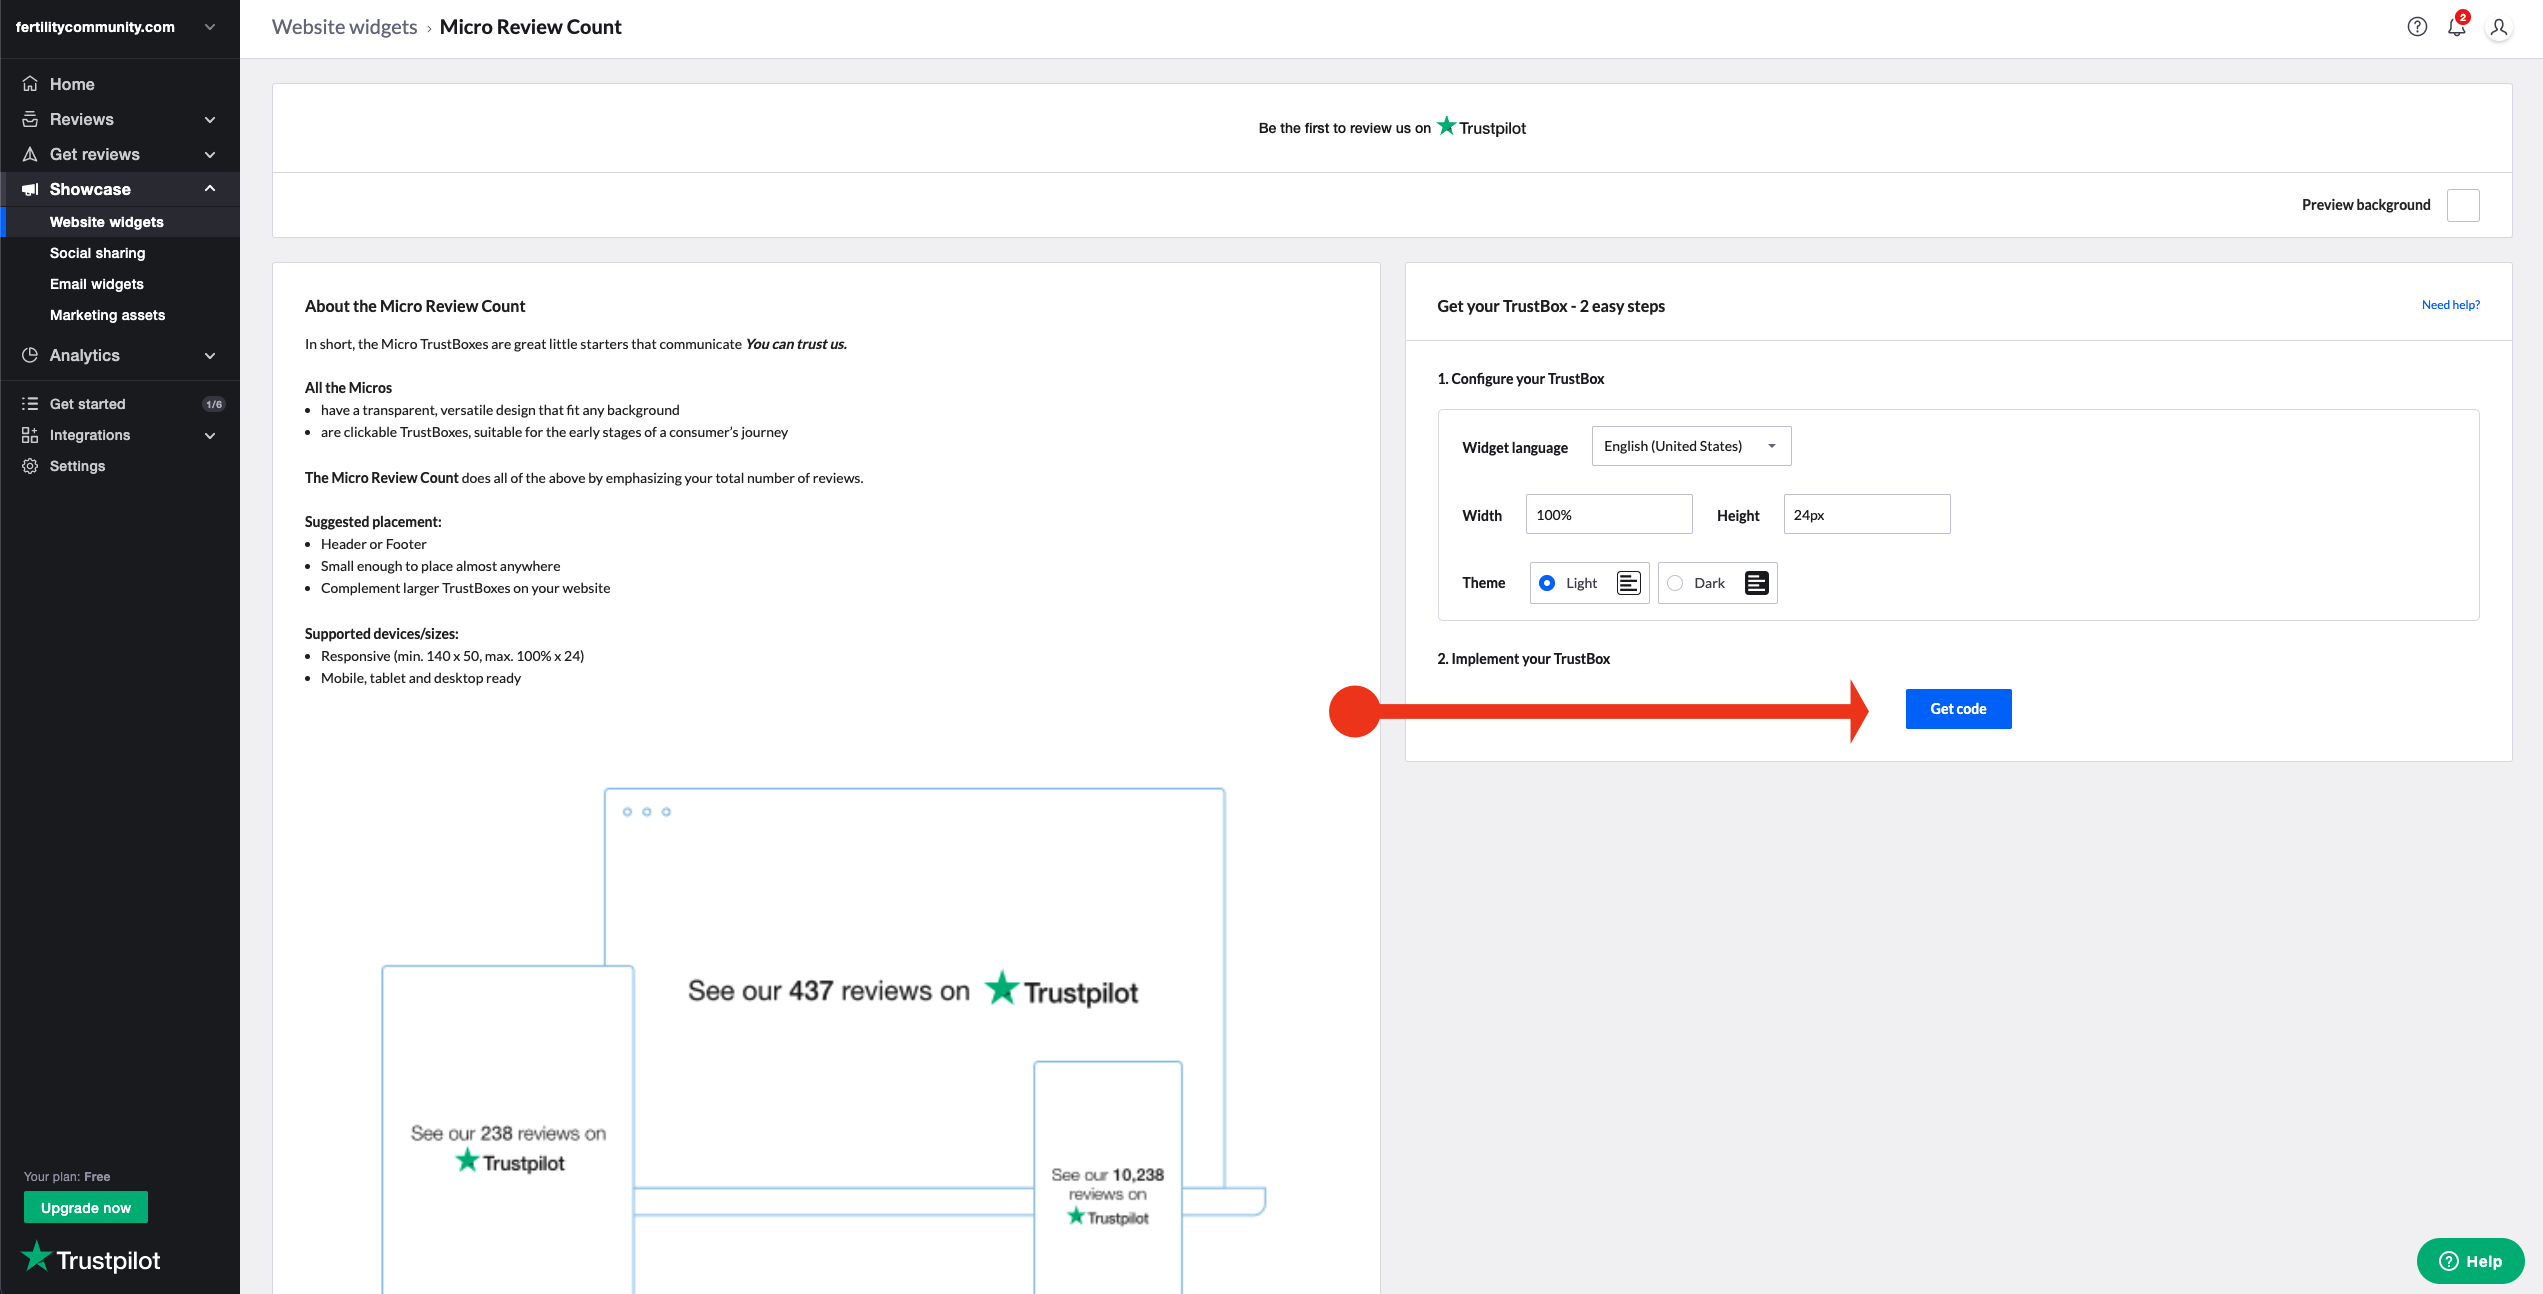 fertilitycommunity.com
Home
Reviews
Get reviews
Showcase
Website widgets
Social sharing
Email widgets
Marketing assets
Analytics
Get started 1/6
Integrations
Settings
Your plan: Free
Upgrade now
Trustpilot
Website widgets › Micro Review Count
2
Be the first to review us on Trustpilot
Preview background
About the Micro Review Count
In short, the Micro TrustBoxes are great little starters that communicate You can trust us.
All the Micros
• have a transparent, versatile design that fit any background
• are clickable TrustBoxes, suitable for the early stages of a consumer's journey
The Micro Review Count does all of the above by emphasizing your total number of reviews.
Suggested placement:
• Header or Footer
• Small enough to place almost anywhere
• Complement larger TrustBoxes on your website
Supported devices/sizes:
• Responsive (min. 140 x 50, max. 100% x 24)
• Mobile, tablet and desktop ready
See our 437 reviews on Trustpilot
See our 238 reviews on
Trustpilot
See our 10,238
reviews on
Trustpilot
Get your TrustBox - 2 easy steps
Need help?
1. Configure your TrustBox
Widget language English (United States)
Width 100% Height 24px
Theme Light Dark
2. Implement your TrustBox
Get code
Help